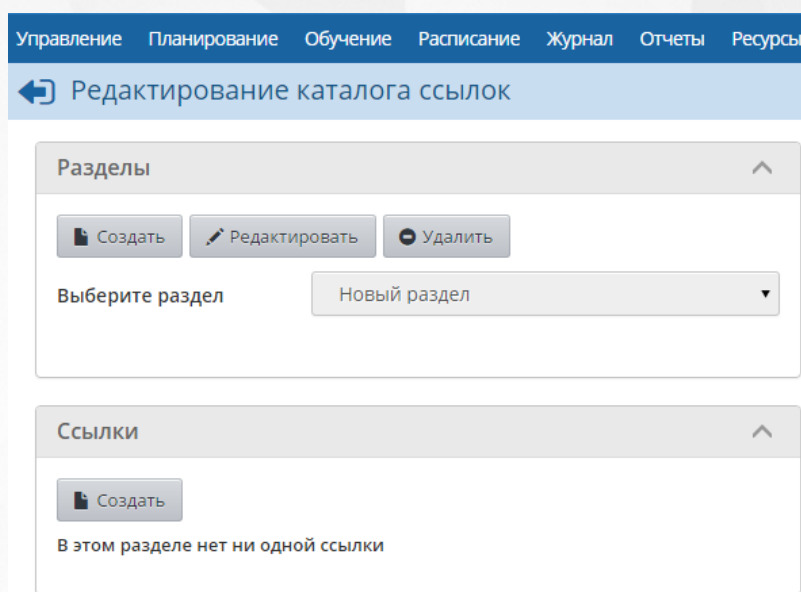 Управление Планирование Обучение Расписание Журнал Отчеты Ресурсы
Редактирование каталога ссылок
Разделы
Создать Редактировать Удалить
Выберите раздел Новый раздел
Ссылки
Создать
В этом разделе нет ни одной ссылки